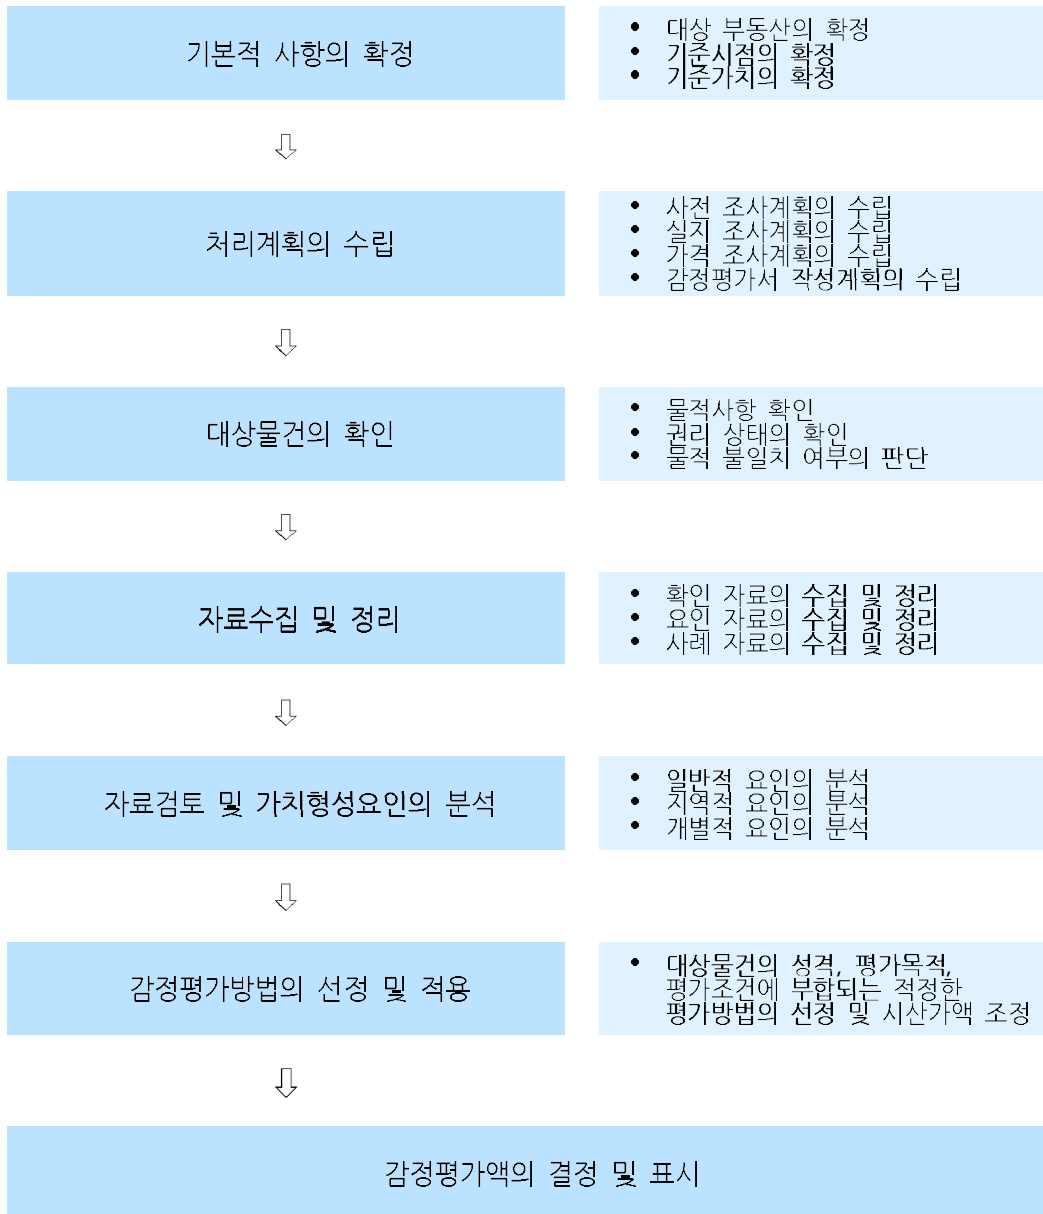 기본적 사항의 확정
• 대상 부동산의 확정
• 기준시점의 확정
• 기준가치의 확정
처리계획의 수립
• 사전 조사계획의 수립
• 실지 조사계획의 수립
• 가격 조사계획의 수립
• 감정평가서 작성계획의 수립
대상물건의 확인
• 물적사항 확인
• 권리 상태의 확인
• 물적 불일치 여부의 판단
자료수집 및 정리
• 확인 자료의 수집 및 정리
• 요인 자료의 수집 및 정리
• 사례 자료의 수집 및 정리
자료검토 및 가치형성요인의 분석
• 일반적 요인의 분석
• 지역적 요인의 분석
• 개별적 요인의 분석
감정평가방법의 선정 및 적용
• 대상물건의 성격, 평가목적,
평가조건에 부합되는 적정한
평가방법의 선정 및 시산가액 조정
감정평가액의 결정 및 표시